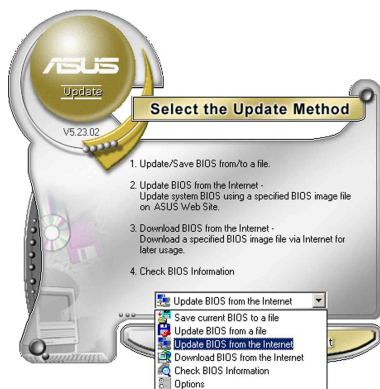 ASUS
Update
V5.23.02
Select the Update Method
1. Update/Save BIOS from/to a file.
2. Update BIOS from the Internet -
Update system BIOS using a specified BIOS image file
on ASUS Web Site.
3. Download BIOS from the Internet -
Download a specified BIOS image file via Internet for
later usage.
4. Check BIOS Information
Update BIOS from the Internet
Save current BIOS to a file
Update BIOS from a file
Update BIOS from the Internet
Download BIOS from the Internet
Check BIOS Information
Options